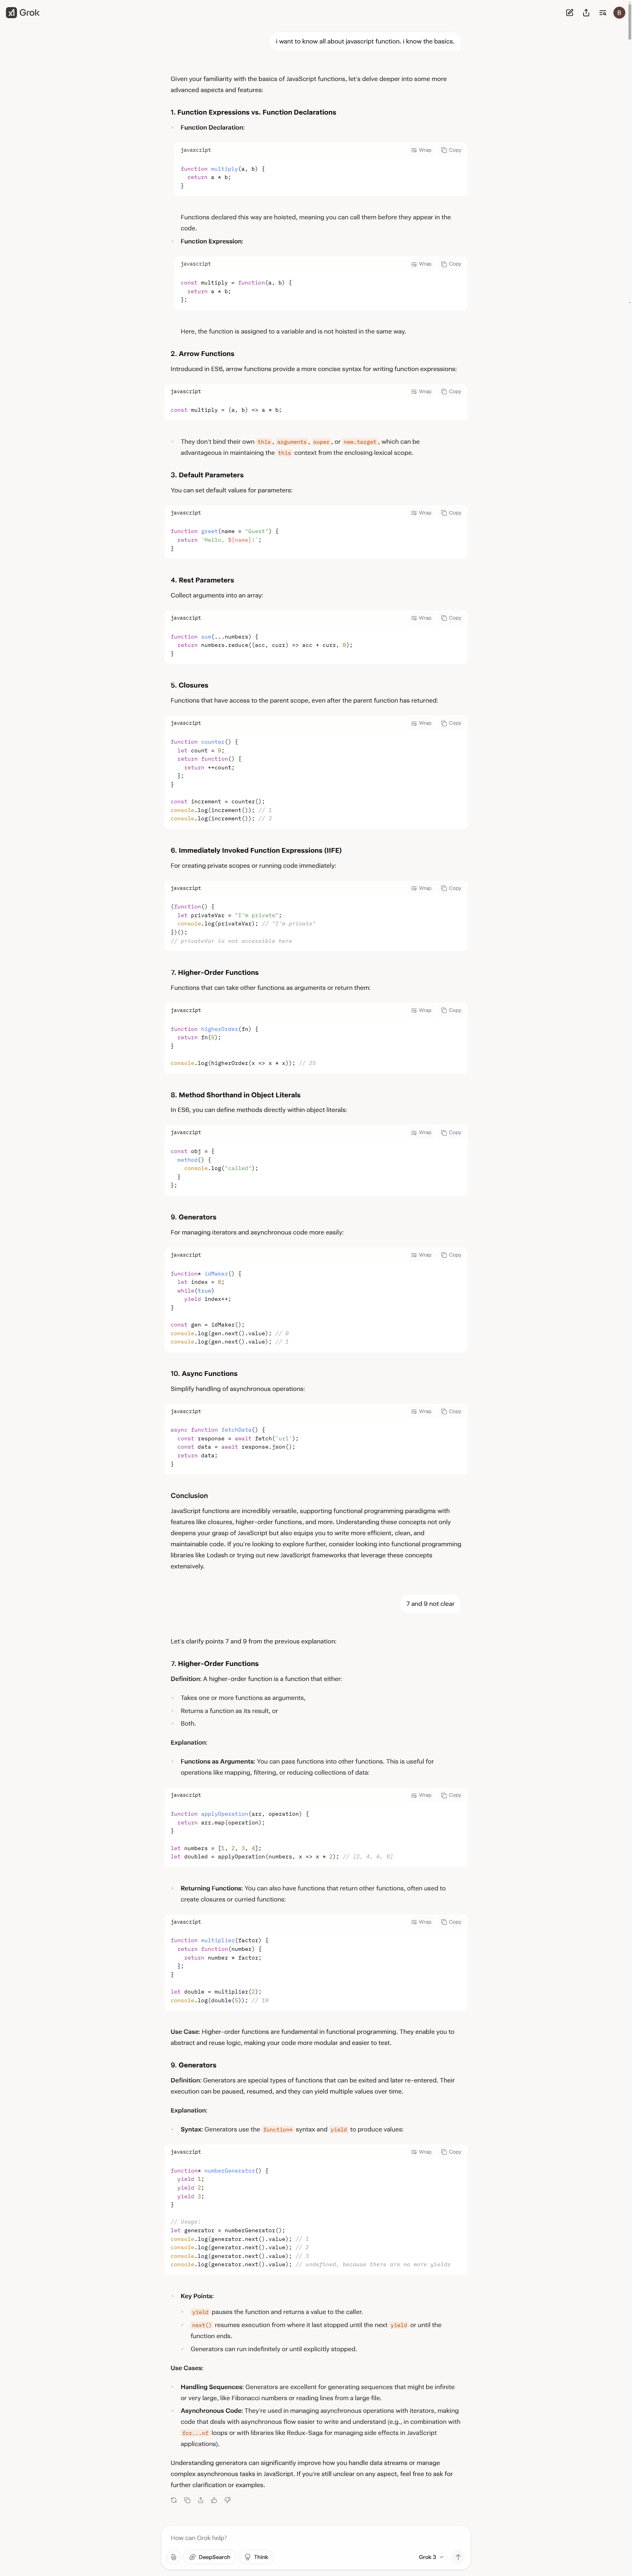 Grok
B
i want to know all about javascript function. i know the basics.
Given your familiarity with the basics of JavaScript functions, let's delve deeper into some more
advanced aspects and features:
1. Function Expressions vs. Function Declarations
Function Declaration:
javascript Wrap Copy
function multiply(a, b) {
  return a * b;
}
Functions declared this way are hoisted, meaning you can call them before they appear in the
code.
Function Expression:
javascript Wrap Copy
const multiply = function(a, b) {
  return a * b;
};
Here, the function is assigned to a variable and is not hoisted in the same way.
2. Arrow Functions
Introduced in ES6, arrow functions provide a more concise syntax for writing function expressions:
javascript Wrap Copy
const multiply = (a, b) => a * b;
They don't bind their own this, arguments, super, or new.target, which can be
advantageous in maintaining the this context from the enclosing lexical scope.
3. Default Parameters
You can set default values for parameters:
javascript Wrap Copy
function greet(name = "Guest") {
  return `Hello, ${name}!`;
}
4. Rest Parameters
Collect arguments into an array:
javascript Wrap Copy
function sum(...numbers) {
  return numbers.reduce((acc, curr) => acc + curr, 0);
}
5. Closures
Functions that have access to the parent scope, even after the parent function has returned:
javascript Wrap Copy
function counter() {
  let count = 0;
  return function() {
    return ++count;
  };
}
const increment = counter();
console.log(increment()); // 1
console.log(increment()); // 2
6. Immediately Invoked Function Expressions (IIFE)
For creating private scopes or running code immediately:
javascript Wrap Copy
(function() {
  let privateVar = "I'm private";
  console.log(privateVar); // "I'm private"
})();
// privateVar is not accessible here
7. Higher-Order Functions
Functions that can take other functions as arguments or return them:
javascript Wrap Copy
function higherOrder(fn) {
  return fn(5);
}
console.log(higherOrder(x => x * x)); // 25
8. Method Shorthand in Object Literals
In ES6, you can define methods directly within object literals:
javascript Wrap Copy
const obj = {
  method() {
    console.log("called");
  }
};
9. Generators
For managing iterators and asynchronous code more easily:
javascript Wrap Copy
function* idMaker() {
  let index = 0;
  while(true)
    yield index++;
}
const gen = idMaker();
console.log(gen.next().value); // 0
console.log(gen.next().value); // 1
10. Async Functions
Simplify handling of asynchronous operations:
javascript Wrap Copy
async function fetchData() {
  const response = await fetch('url');
  const data = await response.json();
  return data;
}
Conclusion
JavaScript functions are incredibly versatile, supporting functional programming paradigms with
features like closures, higher-order functions, and more. Understanding these concepts not only
deepens your grasp of JavaScript but also equips you to write more efficient, clean, and
maintainable code. If you're looking to explore further, consider looking into functional programming
libraries like Lodash or trying out new JavaScript frameworks that leverage these concepts
extensively.
7 and 9 not clear
Let's clarify points 7 and 9 from the previous explanation:
7. Higher-Order Functions
Definition: A higher-order function is a function that either:
Takes one or more functions as arguments,
Returns a function as its result, or
Both.
Explanation:
Functions as Arguments: You can pass functions into other functions. This is useful for
operations like mapping, filtering, or reducing collections of data:
javascript Wrap Copy
function applyOperation(arr, operation) {
  return arr.map(operation);
}
let numbers = [1, 2, 3, 4];
let doubled = applyOperation(numbers, x => x * 2); // [2, 4, 6, 8]
Returning Functions: You can also have functions that return other functions, often used to
create closures or curried functions:
javascript Wrap Copy
function multiplier(factor) {
  return function(number) {
    return number * factor;
  };
}
let double = multiplier(2);
console.log(double(5)); // 10
Use Case: Higher-order functions are fundamental in functional programming. They enable you to
abstract and reuse logic, making your code more modular and easier to test.
9. Generators
Definition: Generators are special types of functions that can be exited and later re-entered. Their
execution can be paused, resumed, and they can yield multiple values over time.
Explanation:
Syntax: Generators use the function* syntax and yield to produce values:
javascript Wrap Copy
function* numberGenerator() {
  yield 1;
  yield 2;
  yield 3;
}
// Usage:
let generator = numberGenerator();
console.log(generator.next().value); // 1
console.log(generator.next().value); // 2
console.log(generator.next().value); // 3
console.log(generator.next().value); // undefined, because there are no more yields
Key Points:
yield pauses the function and returns a value to the caller.
next() resumes execution from where it last stopped until the next yield or until the
function ends.
Generators can run indefinitely or until explicitly stopped.
Use Cases:
Handling Sequences: Generators are excellent for generating sequences that might be infinite
or very large, like Fibonacci numbers or reading lines from a large file.
Asynchronous Code: They're used in managing asynchronous operations with iterators, making
code that deals with asynchronous flow easier to write and understand (e.g., in combination with
for...of loops or with libraries like Redux-Saga for managing side effects in JavaScript
applications).
Understanding generators can significantly improve how you handle data streams or manage
complex asynchronous tasks in JavaScript. If you're still unclear on any aspect, feel free to ask for
further clarification or examples.
How can Grok help?
DeepSearch Think Grok 3